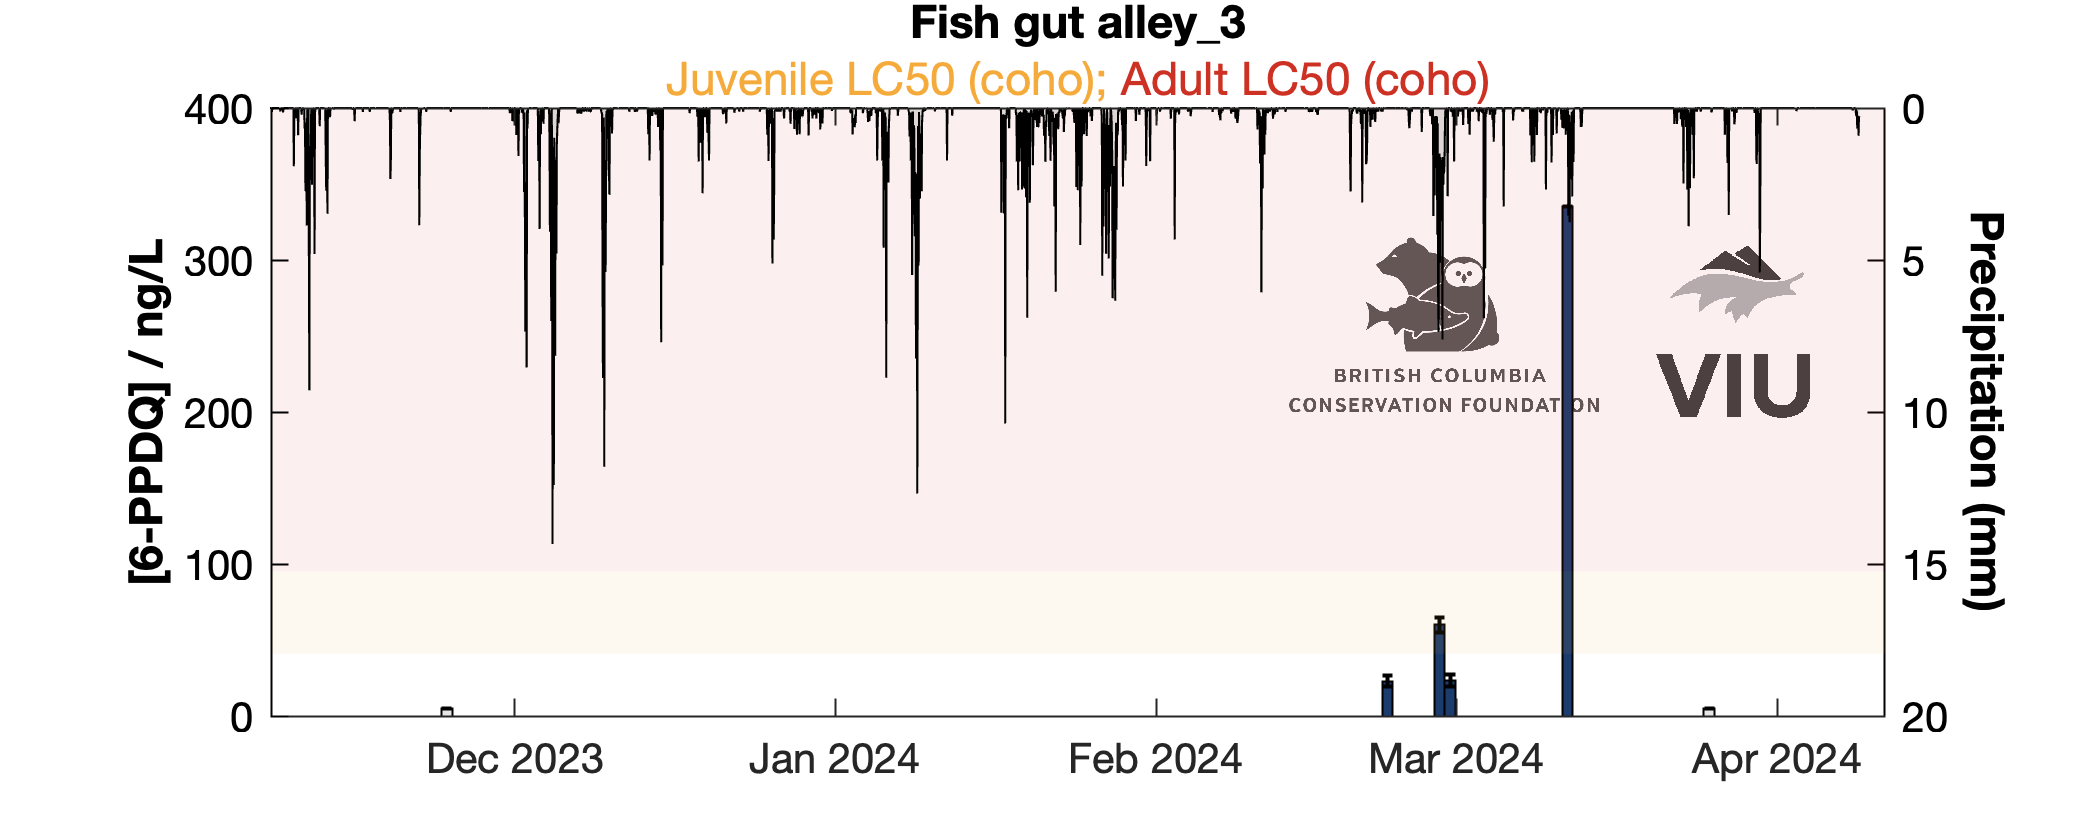 Fish gut alley_3
Juvenile LC50 (coho); Adult LC50 (coho)
[6-PPDQ] / ng/L
400
300
200
100
0
0
5
10
15
20
Precipitation (mm)
BRITISH COLUMBIA
CONSERVATION FOUNDATION
VIU
Dec 2023 Jan 2024 Feb 2024 Mar 2024 Apr 2024